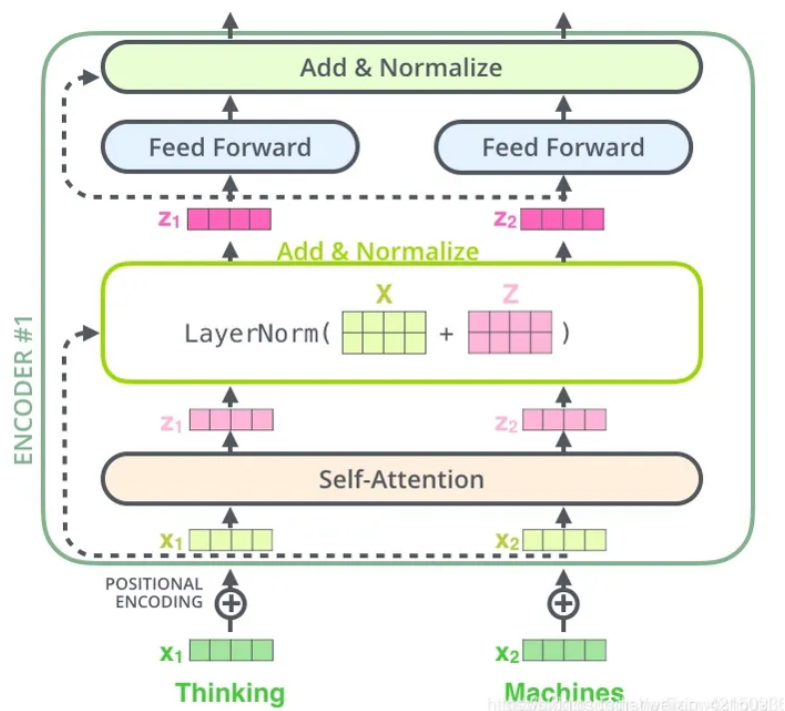 Add & Normalize
Feed Forward Feed Forward
z1 z2
Add & Normalize
X Z
LayerNorm( + )
ENCODER #1
z1 z2
Self-Attention
x1 x2
POSITIONAL
ENCODING
x1 x2
Thinking Machines